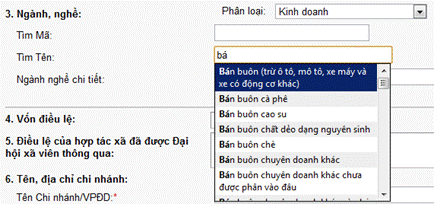 3. Ngành, nghề: Phân loại: Kinh doanh
Tìm Mã:
Tìm Tên: bá
Ngành nghề chi tiết:
Bán buôn (trừ ô tô, mô tô, xe máy và
xe có động cơ khác)
Bán buôn cà phê
Bán buôn cao su
Bán buôn chất dẻo dạng nguyên sinh
Bán buôn chè
Bán buôn chuyên doanh khác
Bán buôn chuyên doanh khác chưa
được phân vào đâu
4. Vốn điều lệ:
5. Điều lệ của hợp tác xã đã được Đại
hội xã viên thông qua:
6. Tên, địa chỉ chi nhánh:
Tên Chi nhánh/VPĐD:*